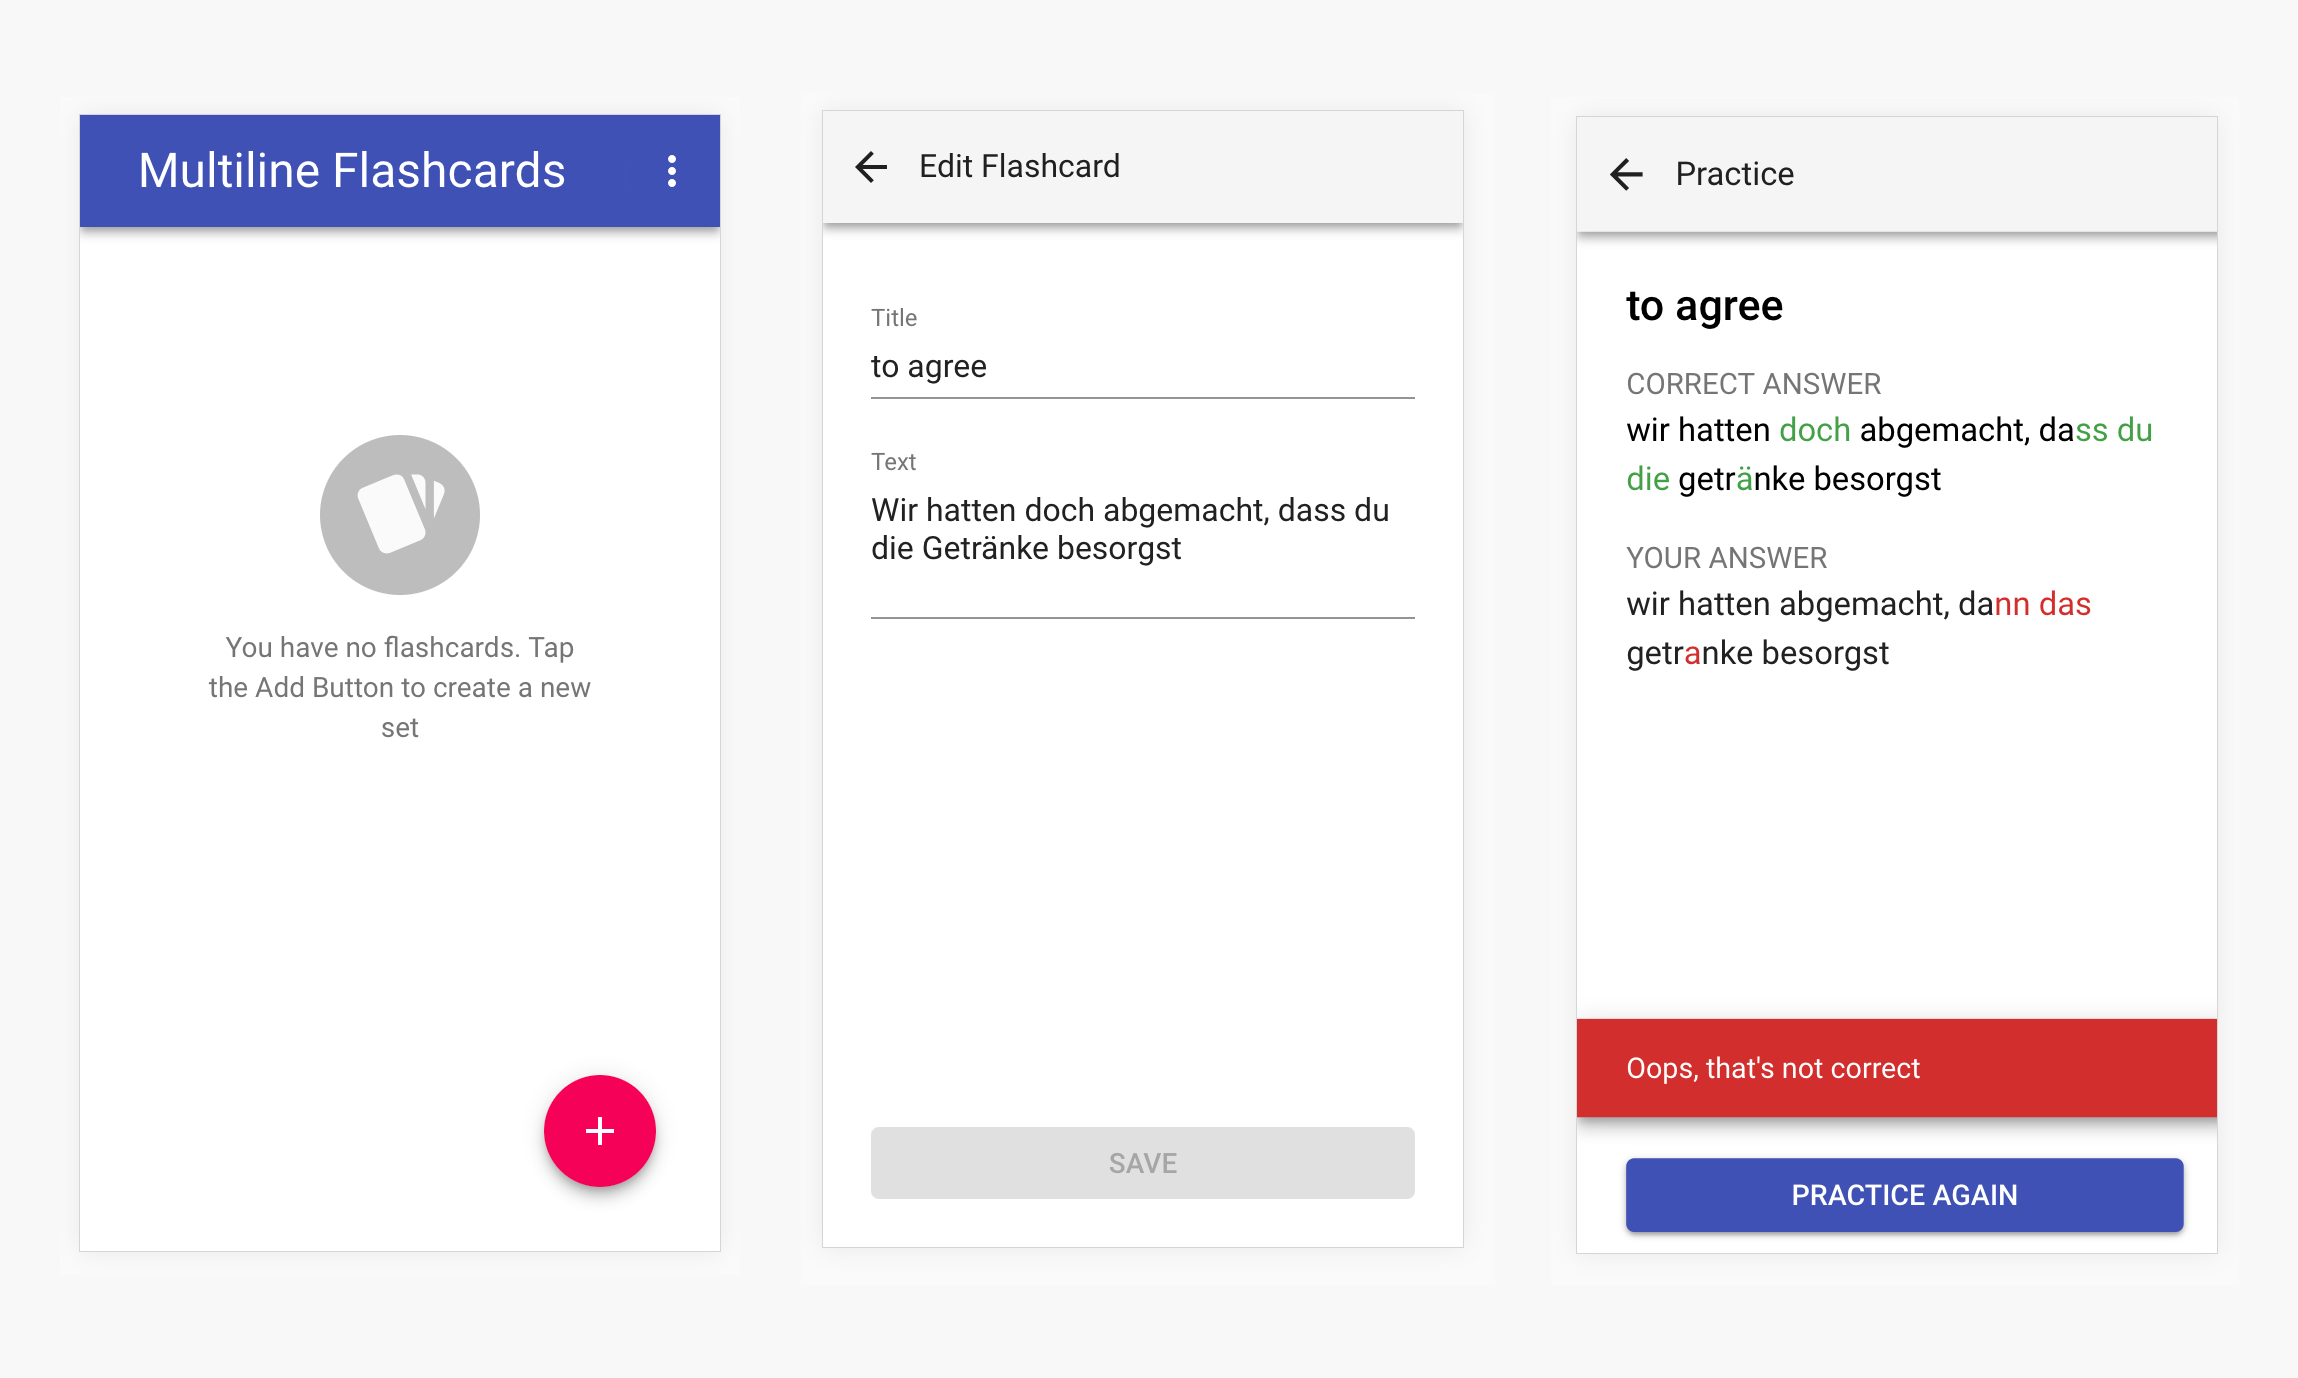 Multiline Flashcards
You have no flashcards. Tap
the Add Button to create a new
set
Edit Flashcard
Title
to agree
Text
Wir hatten doch abgemacht, dass du
die Getränke besorgst
SAVE
Practice
to agree
CORRECT ANSWER
wir hatten doch abgemacht, dass du
die getränke besorgst
YOUR ANSWER
wir hatten abgemacht, dann das
getranke besorgst
Oops, that's not correct
PRACTICE AGAIN